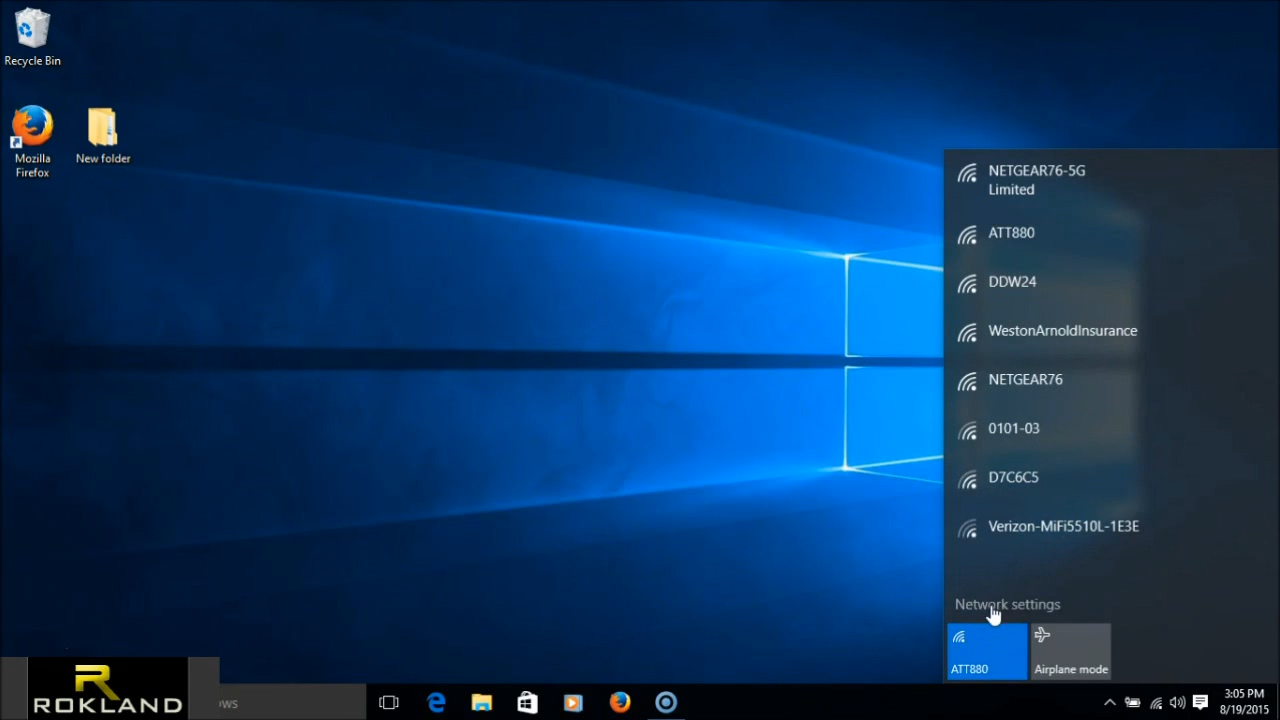 Recycle Bin
Mozilla
Firefox
New folder
NETGEAR76-5G
Limited
ATT880
DDW24
WestonArnoldInsurance
NETGEAR76
0101-03
D7C6C5
Verizon-MiFi5510L-1E3E
Network settings
ATT880
Airplane mode
R
ROKLAND
ows
3:05 PM
8/19/2015